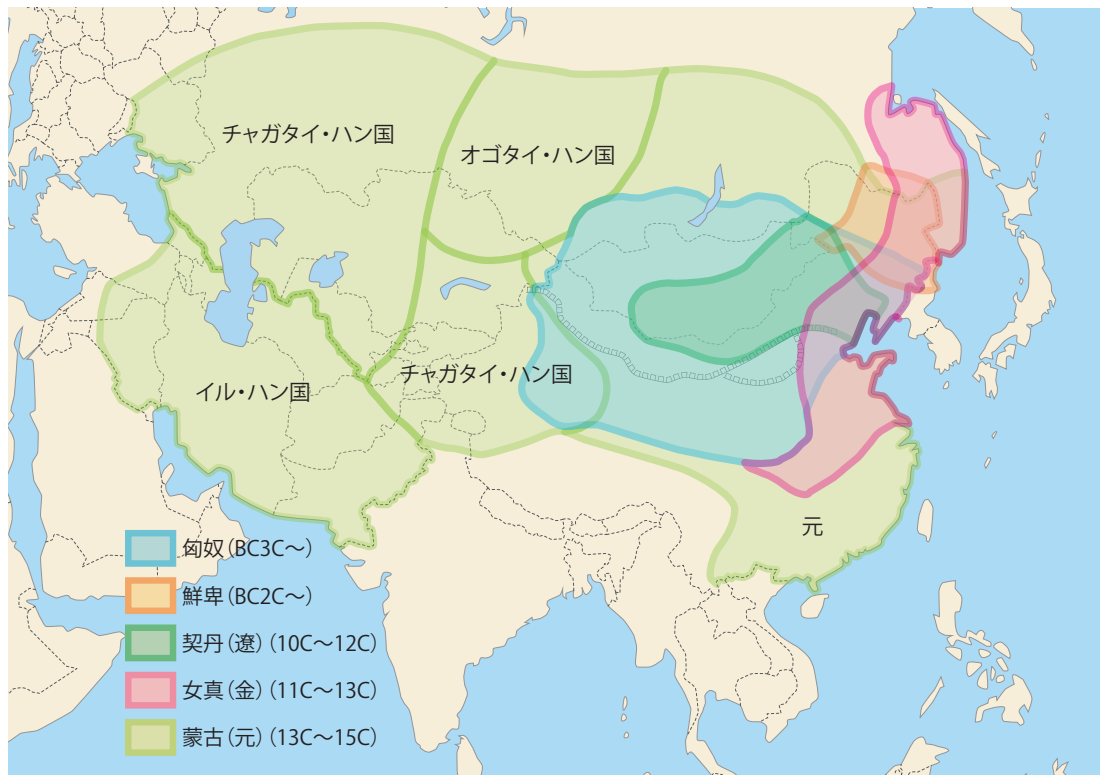 チャガタイ・ハン国
オゴタイ・ハン国
チャガタイ・ハン国
イル・ハン国
元
匈奴(BC3C〜)
鮮卑(BC2C〜)
契丹(遼)(10C〜12C)
女真(金)(11C〜13C)
蒙古(元)(13C〜15C)